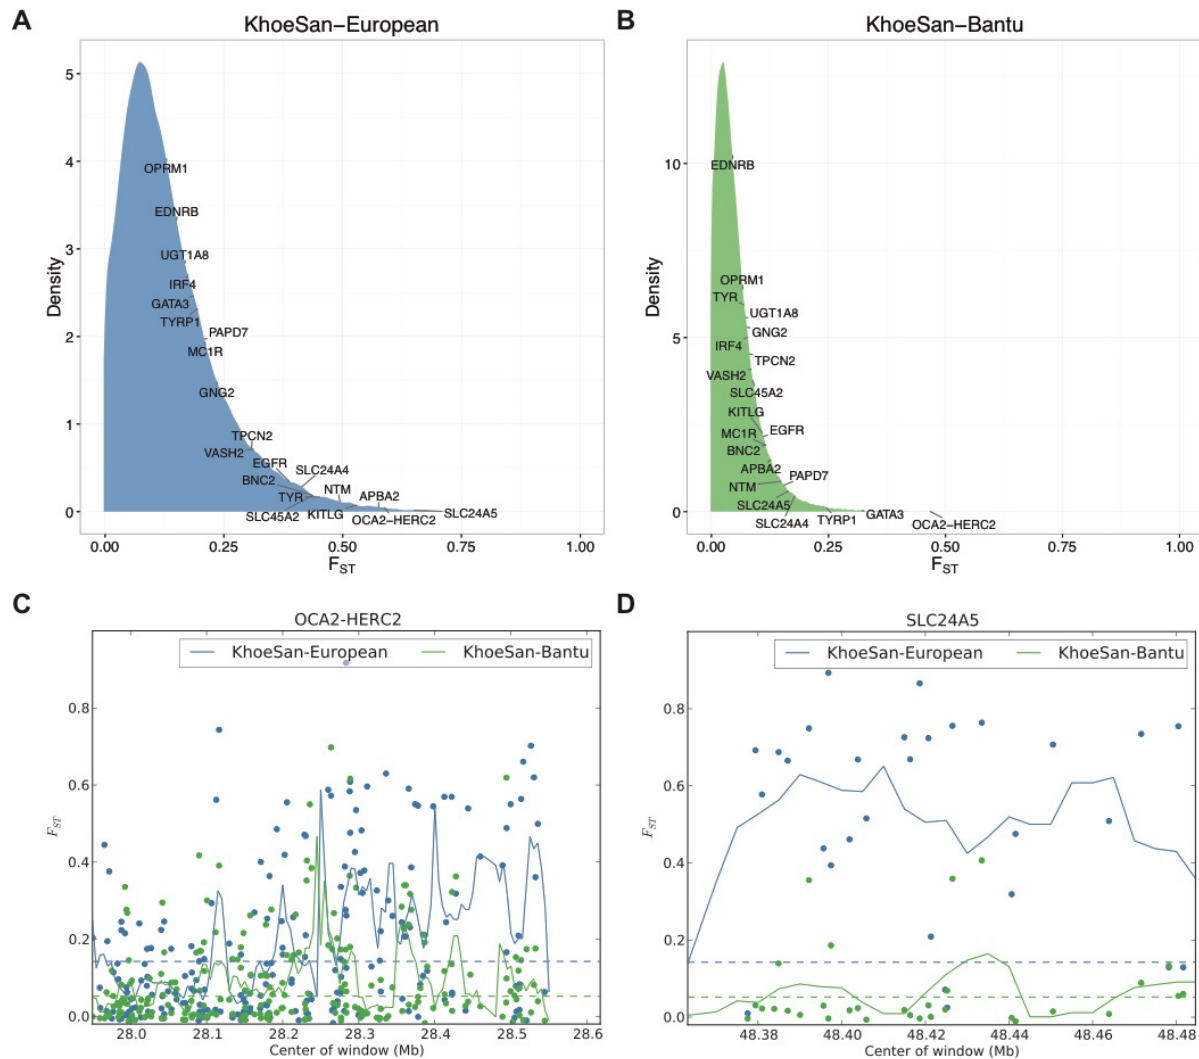 A
KhoeSan-European
Density
5
4
3
2
1
0
OPRM1
EDNRB
UGT1A8
IRF4
GATA3
TYRP1
PAPD7
MC1R
GNG2
TPCN2
VASH2
EGFR
SLC24A4
BNC2
TYR
NTM
APBA2
SLC45A2
KITLG
OCA2-HERC2
SLC24A5
0.00 0.25 0.50 0.75 1.00
FST
B
KhoeSan-Bantu
Density
10
5
0
EDNRB
OPRM1
TYR
UGT1A8
GNG2
IRF4
TPCN2
VASH2
SLC45A2
KITLG
EGFR
MC1R
BNC2
APBA2
PAPD7
NTM
SLC24A5
SLC24A4
TYRP1
GATA3
OCA2-HERC2
0.00 0.25 0.50 0.75 1.00
FST
C
OCA2-HERC2
KhoeSan-European KhoeSan-Bantu
FST
0.8
0.6
0.4
0.2
0.0
28.0 28.1 28.2 28.3 28.4 28.5 28.6
Center of window (Mb)
D
SLC24A5
KhoeSan-European KhoeSan-Bantu
FST
0.8
0.6
0.4
0.2
0.0
48.38 48.40 48.42 48.44 48.46 48.48
Center of window (Mb)